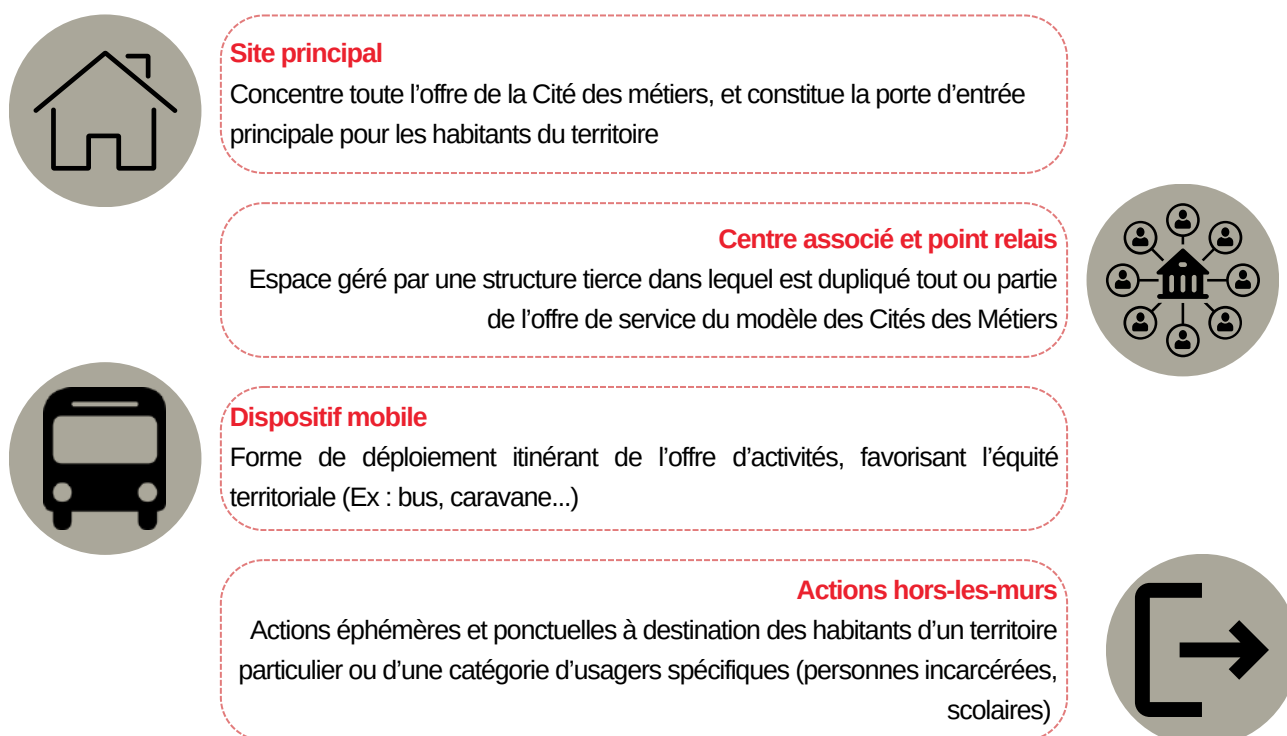 Site principal
Concentre toute l’offre de la Cité des métiers, et constitue la porte d’entrée
principale pour les habitants du territoire
Centre associé et point relais
Espace géré par une structure tierce dans lequel est dupliqué tout ou partie
de l’offre de service du modèle des Cités des Métiers
Dispositif mobile
Forme de déploiement itinérant de l’offre d’activités, favorisant l’équité
territoriale (Ex : bus, caravane...)
Actions hors-les-murs
Actions éphémères et ponctuelles à destination des habitants d’un territoire
particulier ou d’une catégorie d’usagers spécifiques (personnes incarcérées,
scolaires)